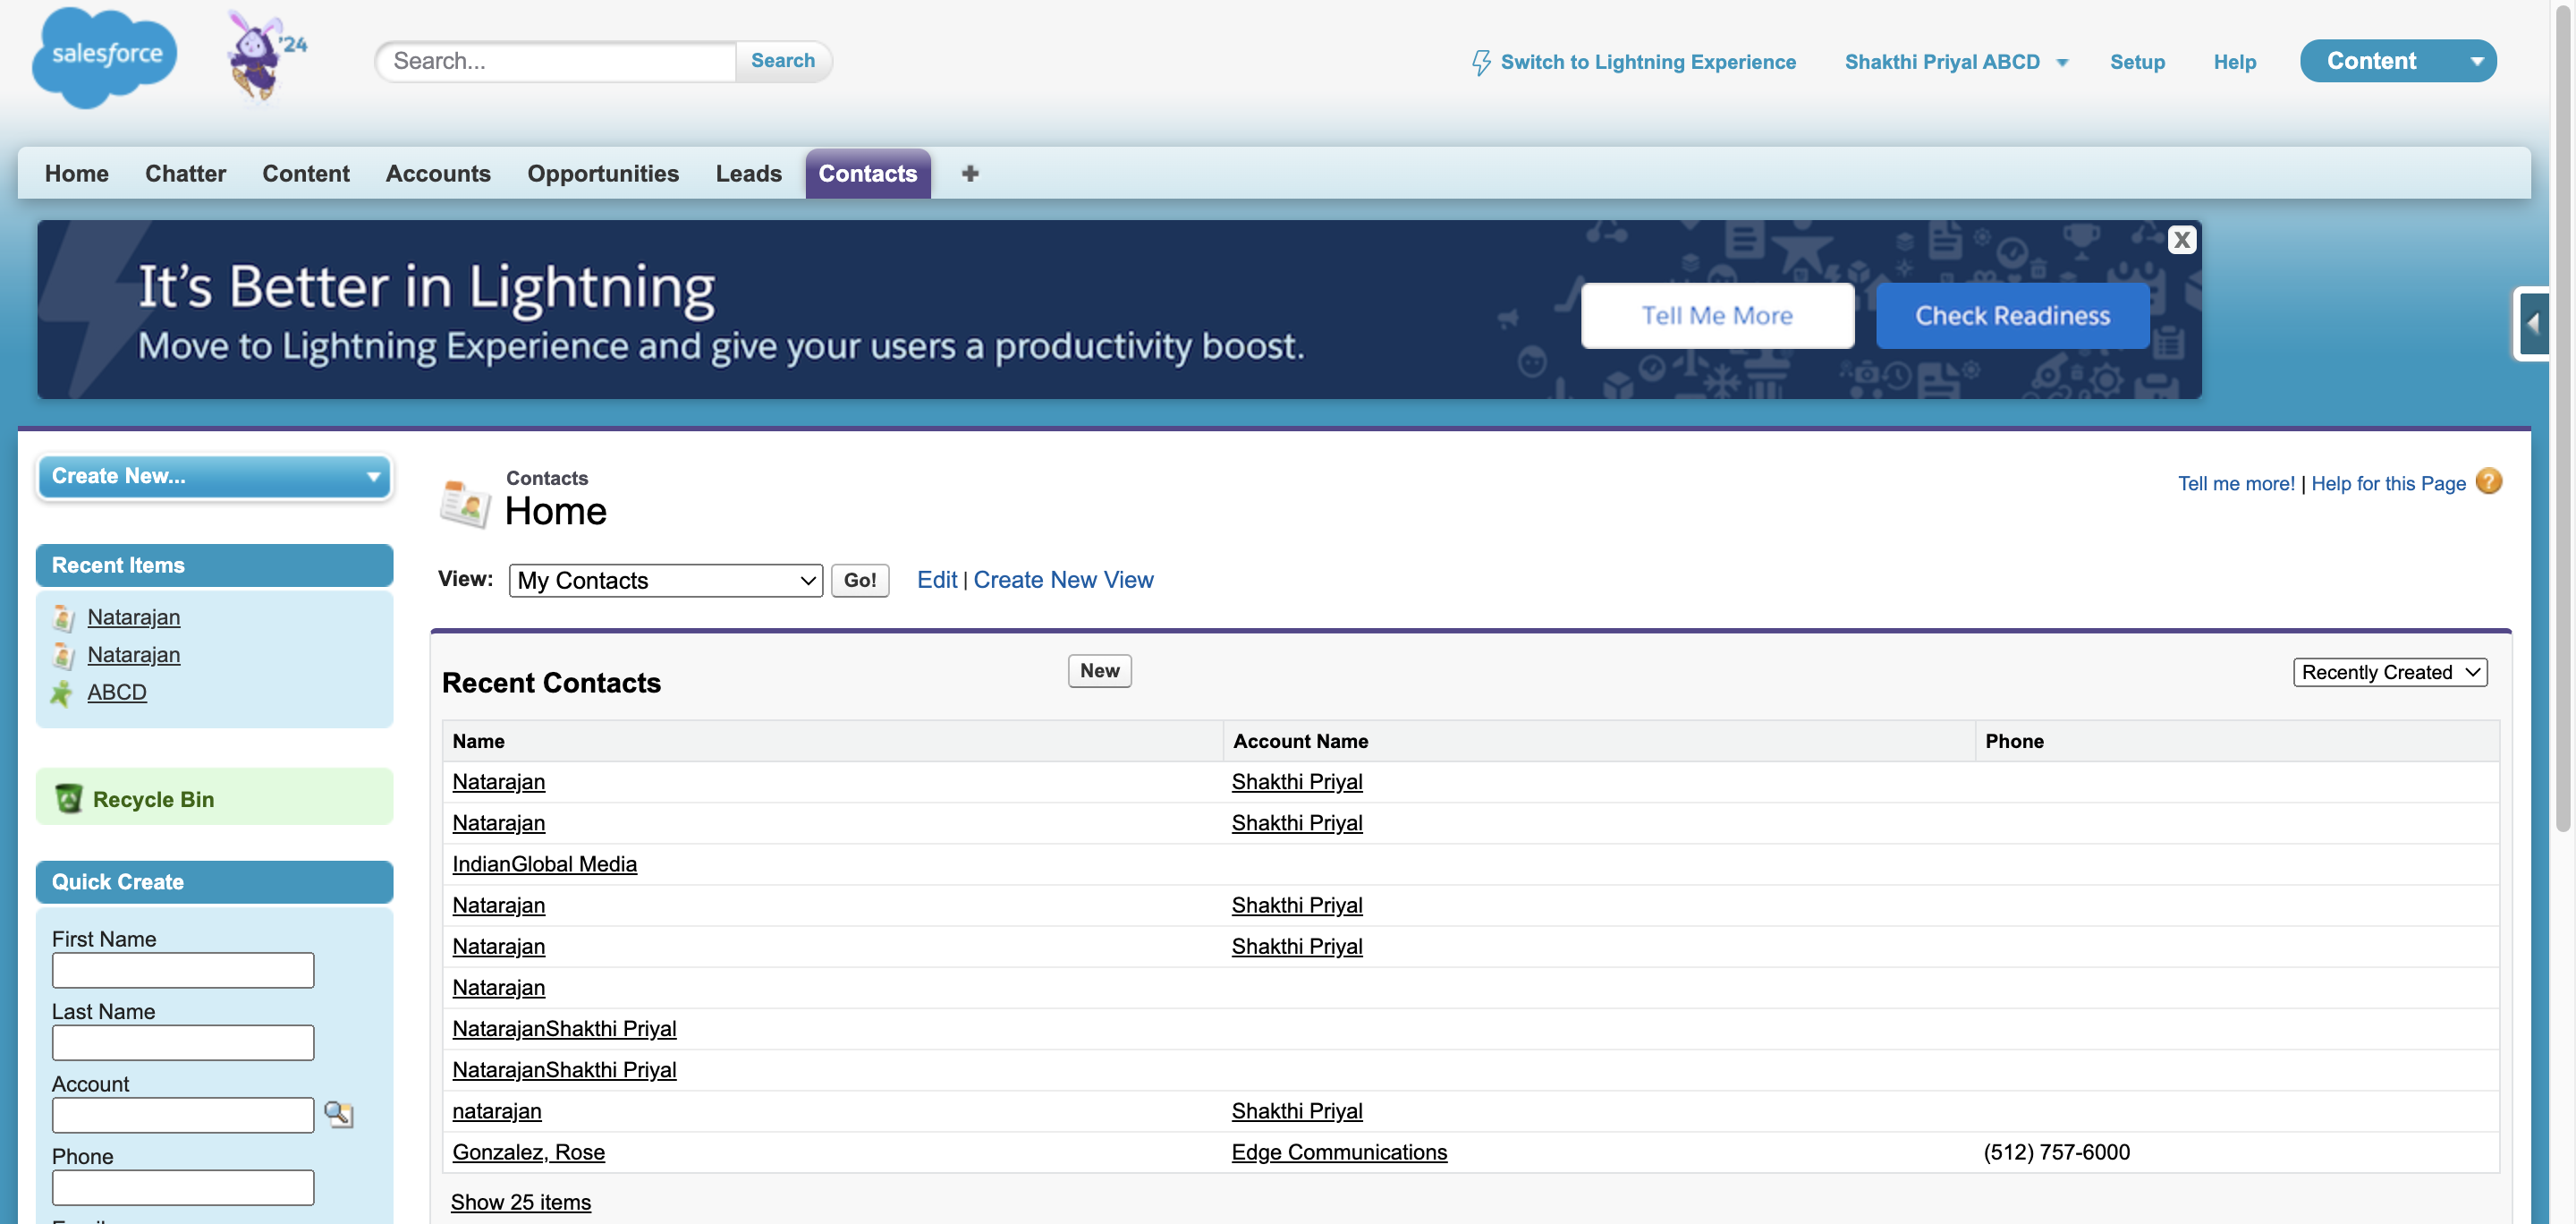 salesforce
'24
Search...
Search
Switch to Lightning Experience
Shakthi Priyal ABCD
Setup
Help
Content
Home
Chatter
Content
Accounts
Opportunities
Leads
Contacts
It's Better in Lightning
Move to Lightning Experience and give your users a productivity boost.
Tell Me More
Check Readiness
X
Create New...
Recent Items
Natarajan
Natarajan
ABCD
Recycle Bin
Quick Create
First Name
Last Name
Account
Phone
Contacts
Home
Tell me more! | Help for this Page
View: My Contacts Go! Edit | Create New View
Recent Contacts
New
Recently Created
Name Account Name Phone
Natarajan Shakthi Priyal
Natarajan Shakthi Priyal
IndianGlobal Media
Natarajan Shakthi Priyal
Natarajan Shakthi Priyal
Natarajan
NatarajanShakthi Priyal
NatarajanShakthi Priyal
natarajan Shakthi Priyal
Gonzalez, Rose Edge Communications (512) 757-6000
Show 25 items